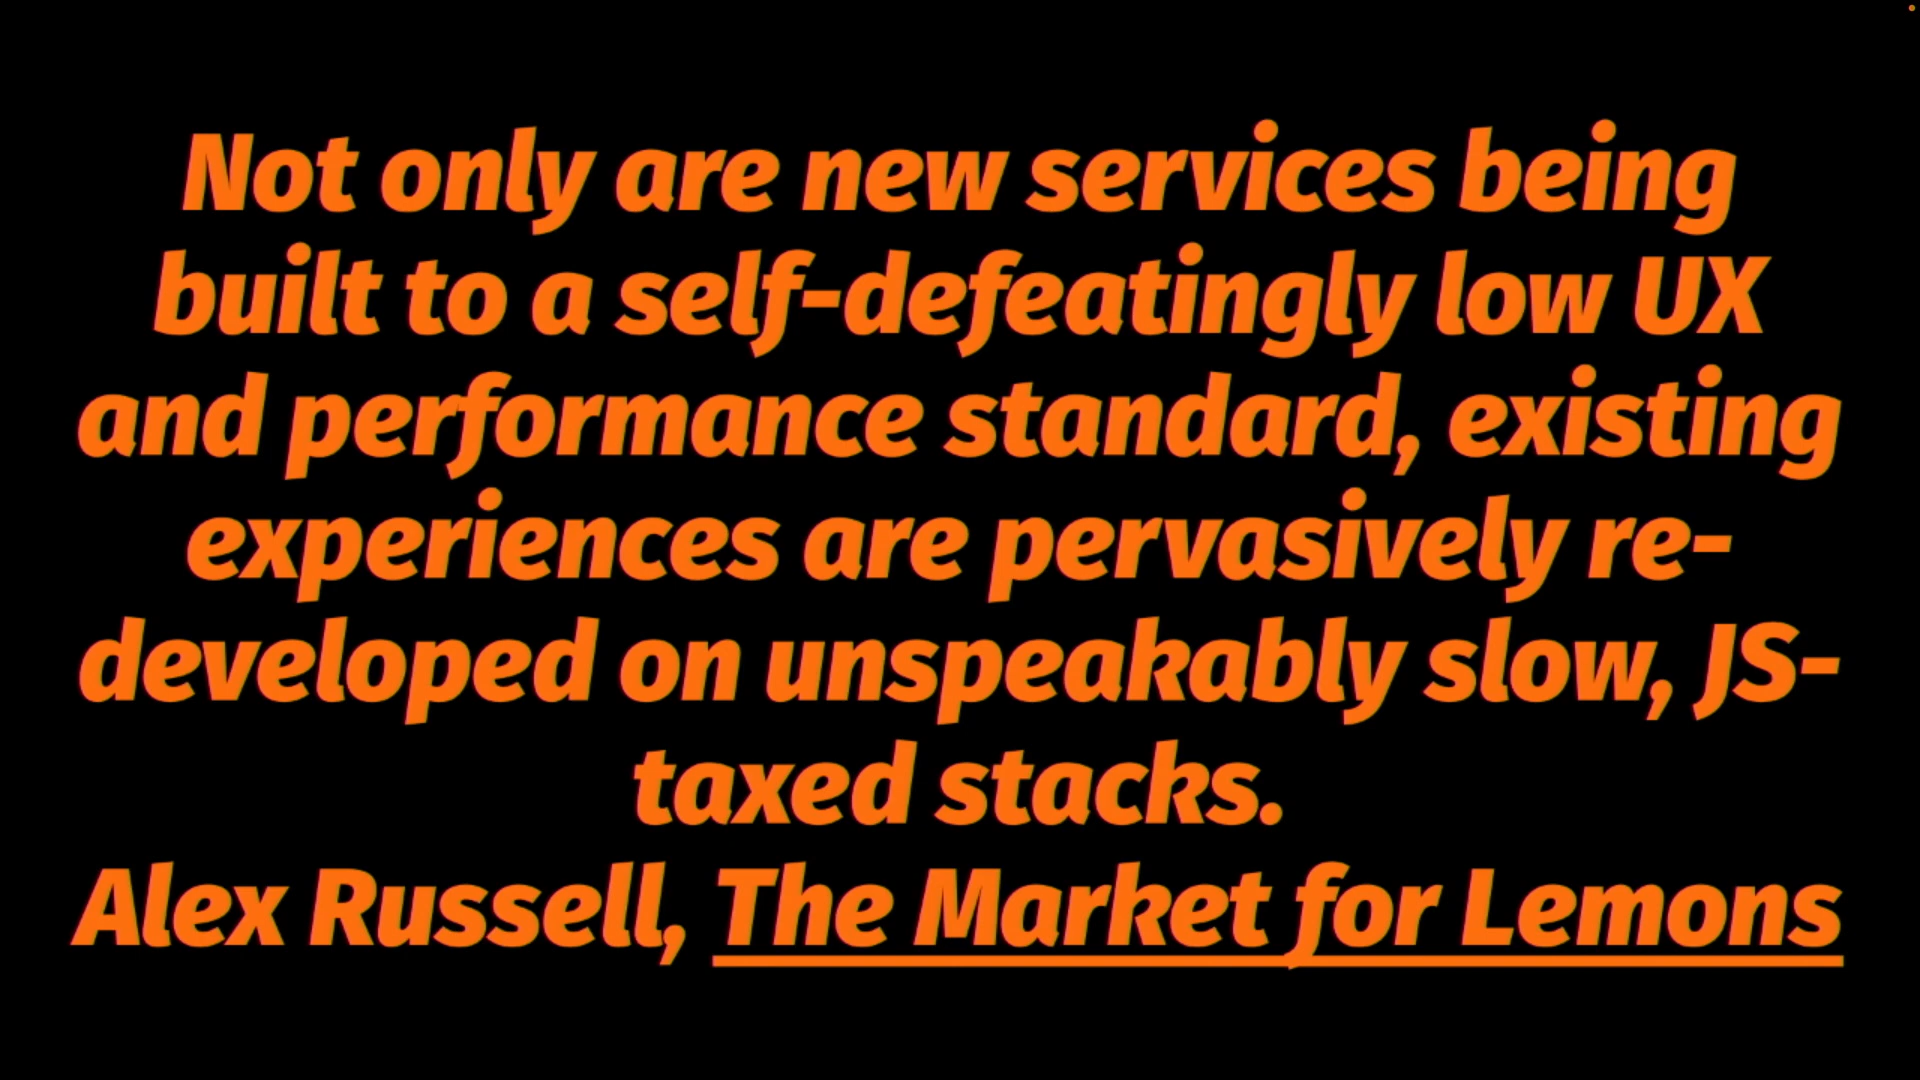 Not only are new services being
built to a self-defeatingly low UX
and performance standard, existing
experiences are pervasively re-
developed on unspeakably slow, JS-
taxed stacks.
Alex Russell, The Market for Lemons